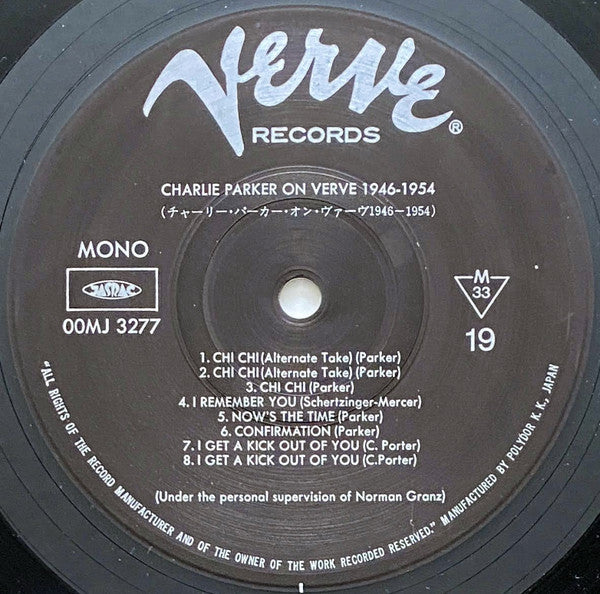 Verve®
RECORDS
CHARLIE PARKER ON VERVE 1946-1954
(チャーリー・パーカー・オン・ヴァーヴ1946−1954)
MONO
JASRAC
00MJ 3277
M
33
19
1. CHI CHI(Alternate Take) (Parker)
2. CHI CHI(Alternate Take) (Parker)
3. CHI CHI (Parker)
4. I REMEMBER YOU (Schertzinger-Mercer)
5. NOW'S THE TIME (Parker)
6. CONFIRMATION (Parker)
7. I GET A KICK OUT OF YOU (C. Porter)
8. I GET A KICK OUT OF YOU (C.Porter)
(Under the personal supervision of Norman Granz)
"ALL RIGHTS OF THE RECORD MANUFACTURER AND OF THE OWNER OF THE WORK RECORDED RESERVED." MANUFACTURED BY POLYDOR K. K., JAPAN